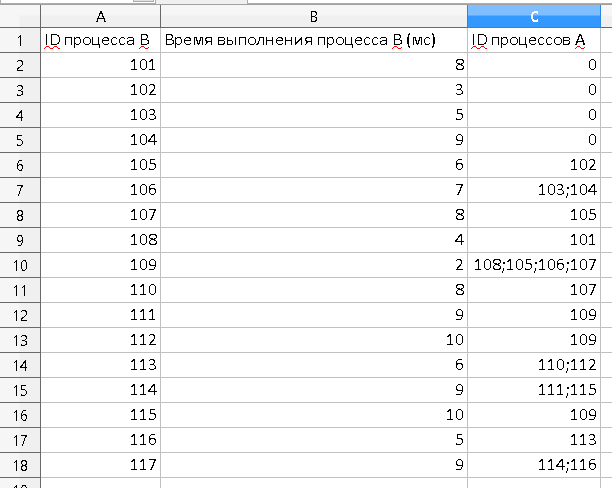 A B C
1 ID процесса B Время выполнения процесса B (мс) ID процессов A
2 101 8 0
3 102 3 0
4 103 5 0
5 104 9 0
6 105 6 102
7 106 7 103;104
8 107 8 105
9 108 4 101
10 109 2 108;105;106;107
11 110 8 107
12 111 9 109
13 112 10 109
14 113 6 110;112
15 114 9 111;115
16 115 10 109
17 116 5 113
18 117 9 114;116